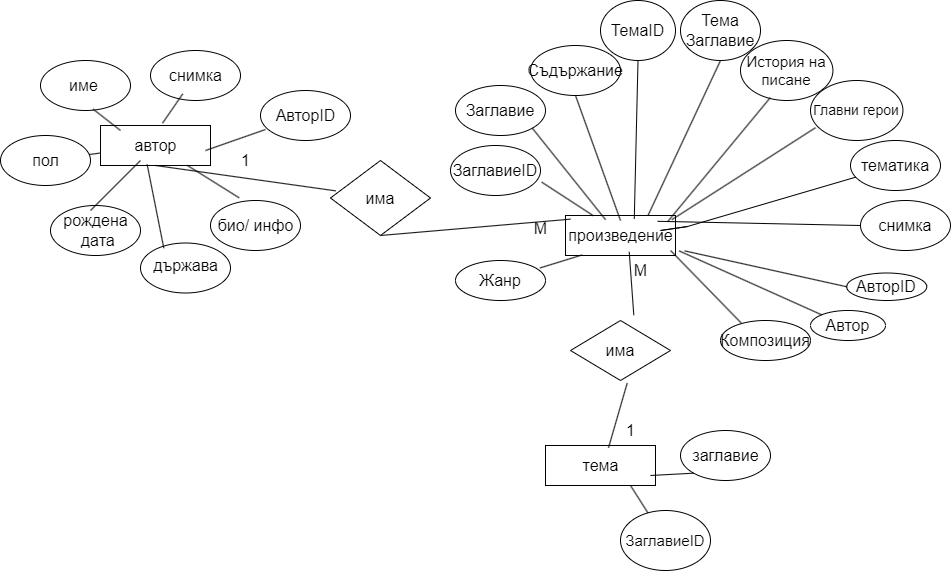 ТемаID
Тема
Заглавие
Съдържание
История на
писане
име
снимка
Заглавие
Главни герои
АвторID
автор
1
пол
ЗаглавиеID
тематика
има
рождена
дата
био/ инфо
М
произведение
снимка
държава
М
Жанр
АвторID
Автор
Композиция
има
1
тема
заглавие
ЗаглавиеID